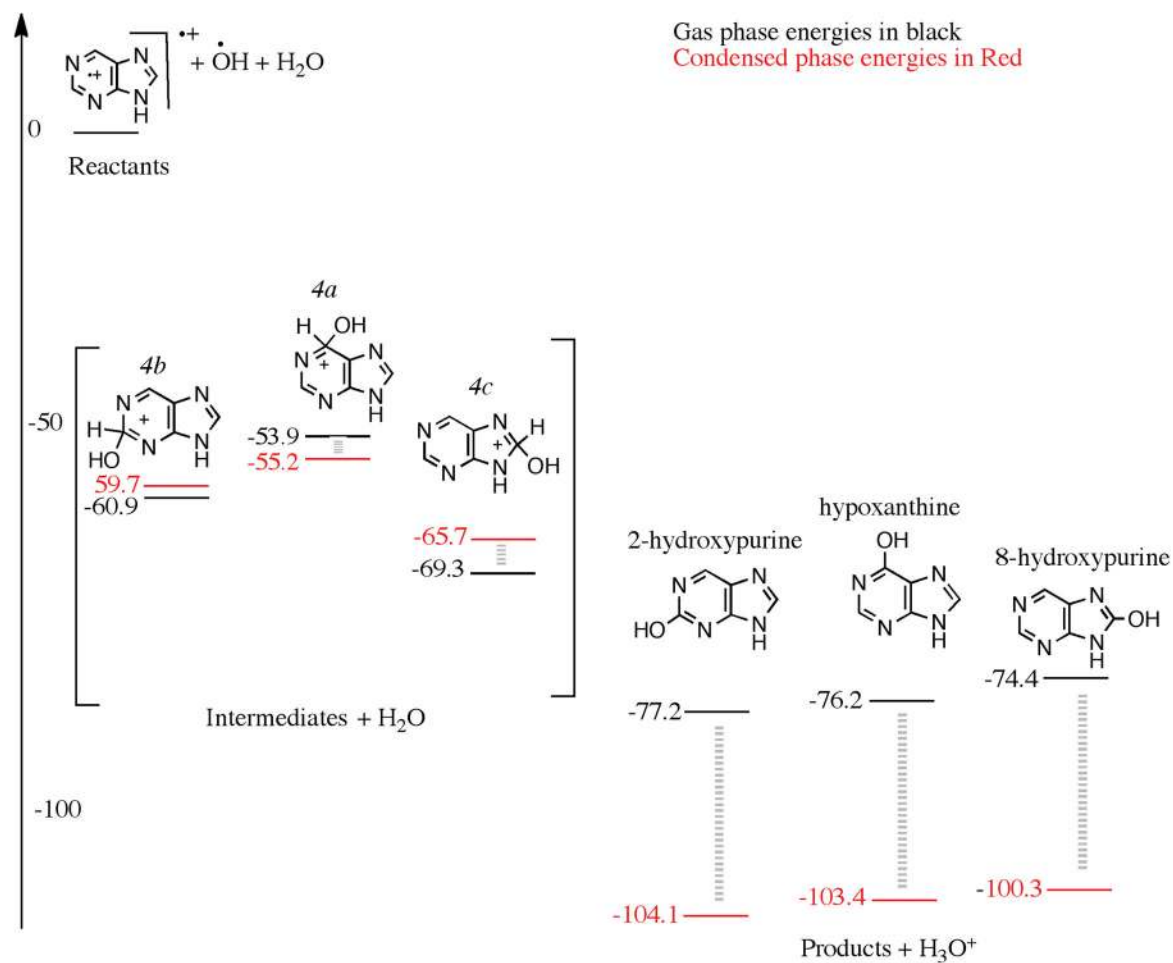 Gas phase energies in black
Condensed phase energies in Red
N N N N H •+ •+ + •OH + H₂O
0
Reactants
4a
H OH
N + N N N H
4b
N N H + N N H HO
4c
N N N + N H H OH
-50
-53.9
-55.2
59.7
-60.9
-65.7
-69.3
Intermediates + H₂O
2-hydroxypurine
N N HO N N H
hypoxanthine
OH
N N N N H
8-hydroxypurine
N N N N H OH
-77.2
-76.2
-74.4
-100
-104.1
-103.4
-100.3
Products + H₃O⁺